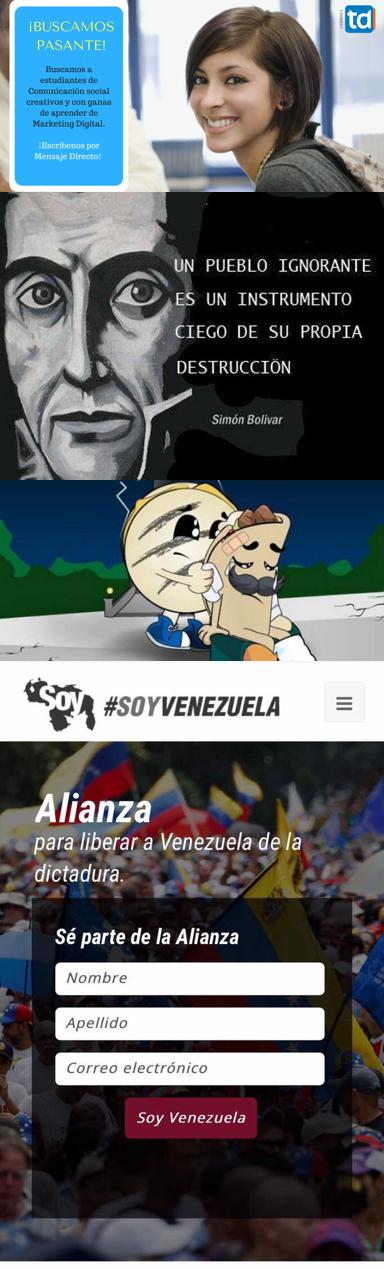 ¡BUSCAMOS
PASANTE!
Buscamos a
estudiantes de
Comunicación social
creativos y con ganas
de aprender de
Marketing Digital.
¡Escríbenos por
Mensaje Directo!
td
UN PUEBLO IGNORANTE
ES UN INSTRUMENTO
CIEGO DE SU PROPIA
DESTRUCCIÖN
Simón Bolivar
Soy
#SOYVENEZUELA
Alianza
para liberar a Venezuela de la
dictadura.
Sé parte de la Alianza
Nombre
Apellido
Correo electrónico
Soy Venezuela